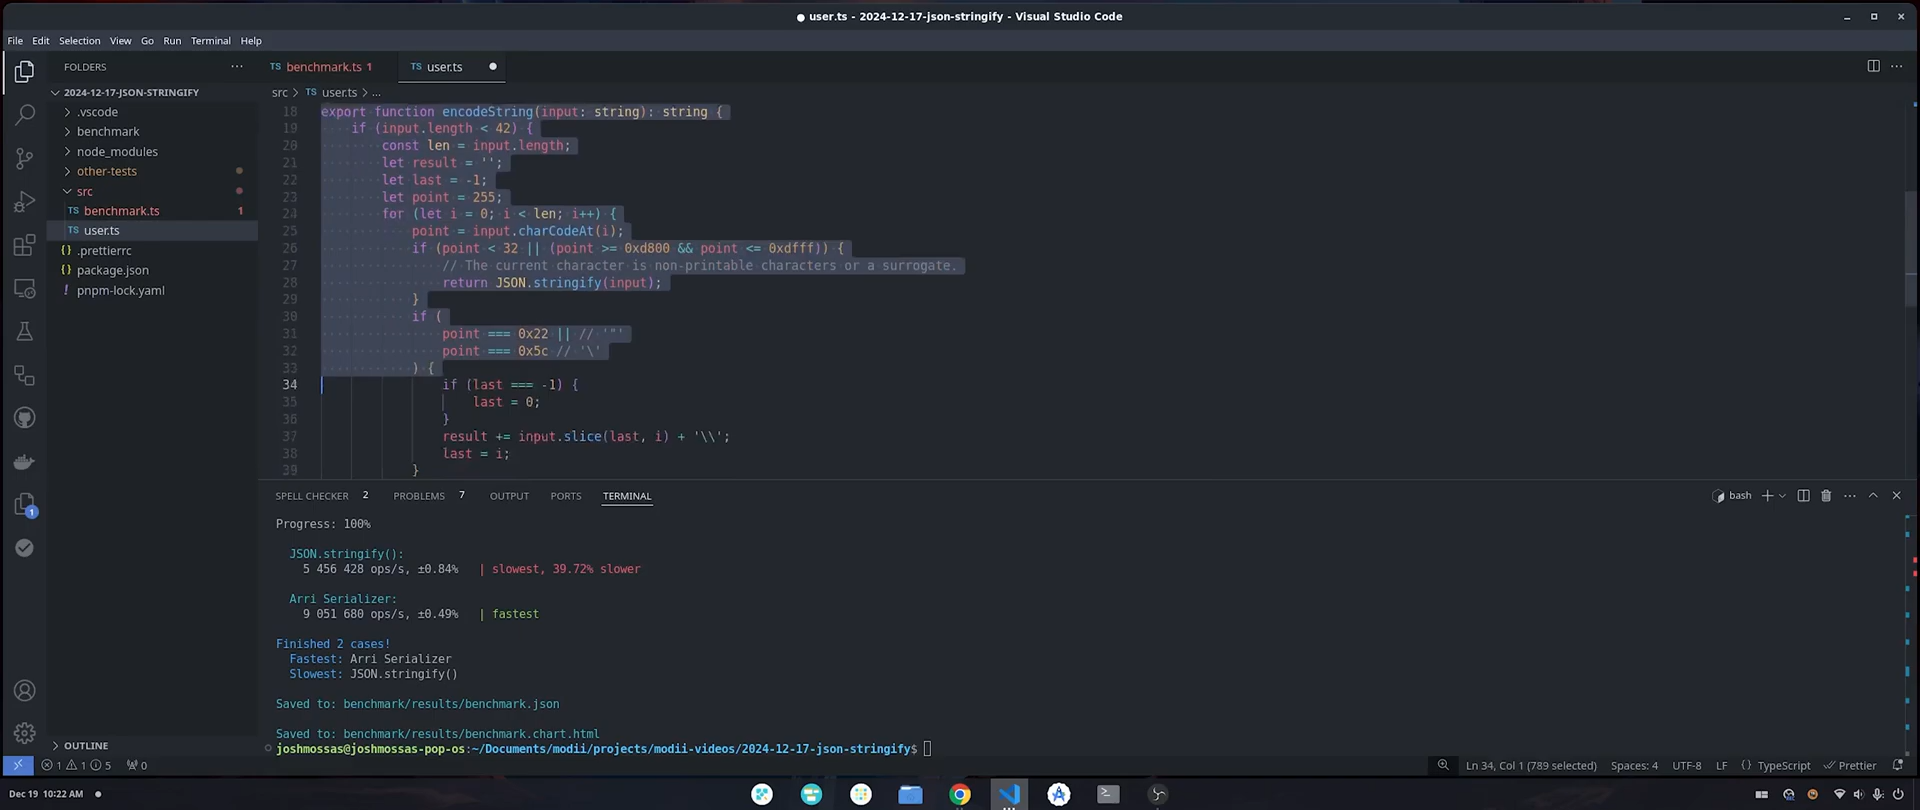 user.ts - 2024-12-17-json-stringify - Visual Studio Code
File Edit Selection View Go Run Terminal Help
FOLDERS ...
TS benchmark.ts 1
TS user.ts
2024-12-17-JSON-STRINGIFY
src > TS user.ts > ...
.vscode
benchmark
node_modules
other-tests
src
TS benchmark.ts 1
TS user.ts
{} .prettierrc
{} package.json
! pnpm-lock.yaml
OUTLINE
18 export function encodeString(input: string): string {
19 if (input.length < 42) {
20 const len = input.length;
21 let result = '';
22 let last = -1;
23 let point = 255;
24 for (let i = 0; i < len; i++) {
25 point = input.charCodeAt(i);
26 if (point < 32 || (point >= 0xd800 && point <= 0xdfff)) {
27 // The current character is non-printable characters or a surrogate.
28 return JSON.stringify(input);
29 }
30 if (
31 point === 0x22 || // '"'
32 point === 0x5c // '\'
33 ) {
34 if (last === -1) {
35 last = 0;
36 }
37 result += input.slice(last, i) + '\\';
38 last = i;
39 }
SPELL CHECKER 2 PROBLEMS 7 OUTPUT PORTS TERMINAL
bash
Progress: 100%
JSON.stringify():
5 456 428 ops/s, ±0.84% | slowest, 39.72% slower
Arri Serializer:
9 051 680 ops/s, ±0.49% | fastest
Finished 2 cases!
Fastest: Arri Serializer
Slowest: JSON.stringify()
Saved to: benchmark/results/benchmark.json
Saved to: benchmark/results/benchmark.chart.html
joshmossas@joshmossas-pop-os:~/Documents/modii/projects/modii-videos/2024-12-17-json-stringify$
1
1 1 5 0
Ln 34, Col 1 (789 selected) Spaces: 4 UTF-8 LF {} TypeScript Prettier
Dec 19 10:22 AM